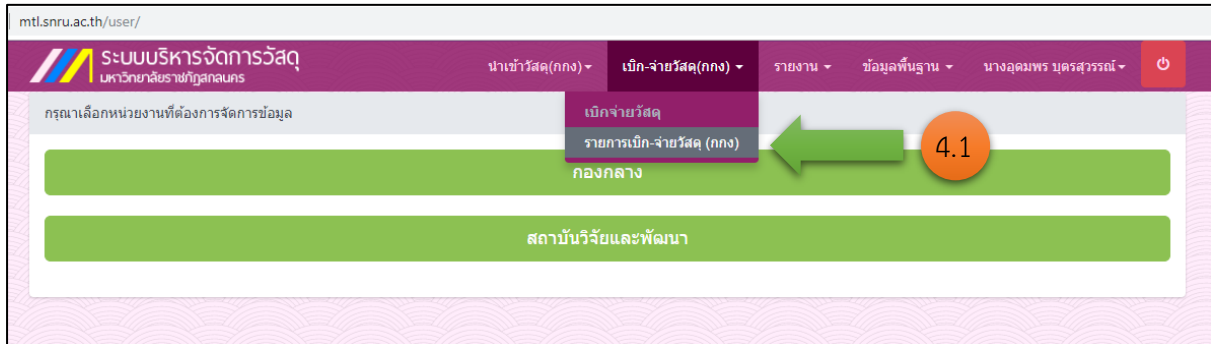 mtl.snru.ac.th/user/
ระบบบริหารจัดการวัสดุ
มหาวิทยาลัยราชภัฏสกลนคร
นำเข้าวัสดุ(กกง)
เบิก-จ่ายวัสดุ(กกง)
รายงาน
ข้อมูลพื้นฐาน
นางอุดมพร บุตรสุวรรณ์
กรุณาเลือกหน่วยงานที่ต้องการจัดการข้อมูล
เบิกจ่ายวัสดุ
รายการเบิก-จ่ายวัสดุ (กกง)
4.1
กองกลาง
สถาบันวิจัยและพัฒนา